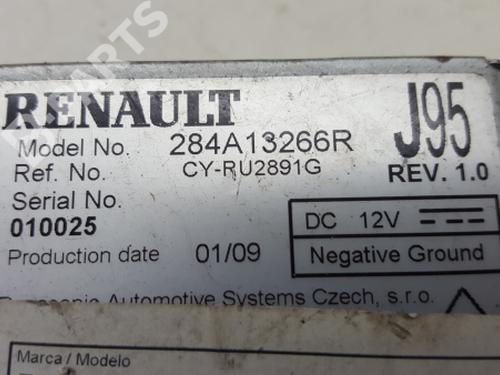 RENAULT
J95
Model No. 284A13266R
Ref. No. CY-RU2891G
REV. 1.0
Serial No.
010025
DC 12V
Production date 01/09
Negative Ground
Automotive Systems Czech, s.r.o.
Marca / Modelo